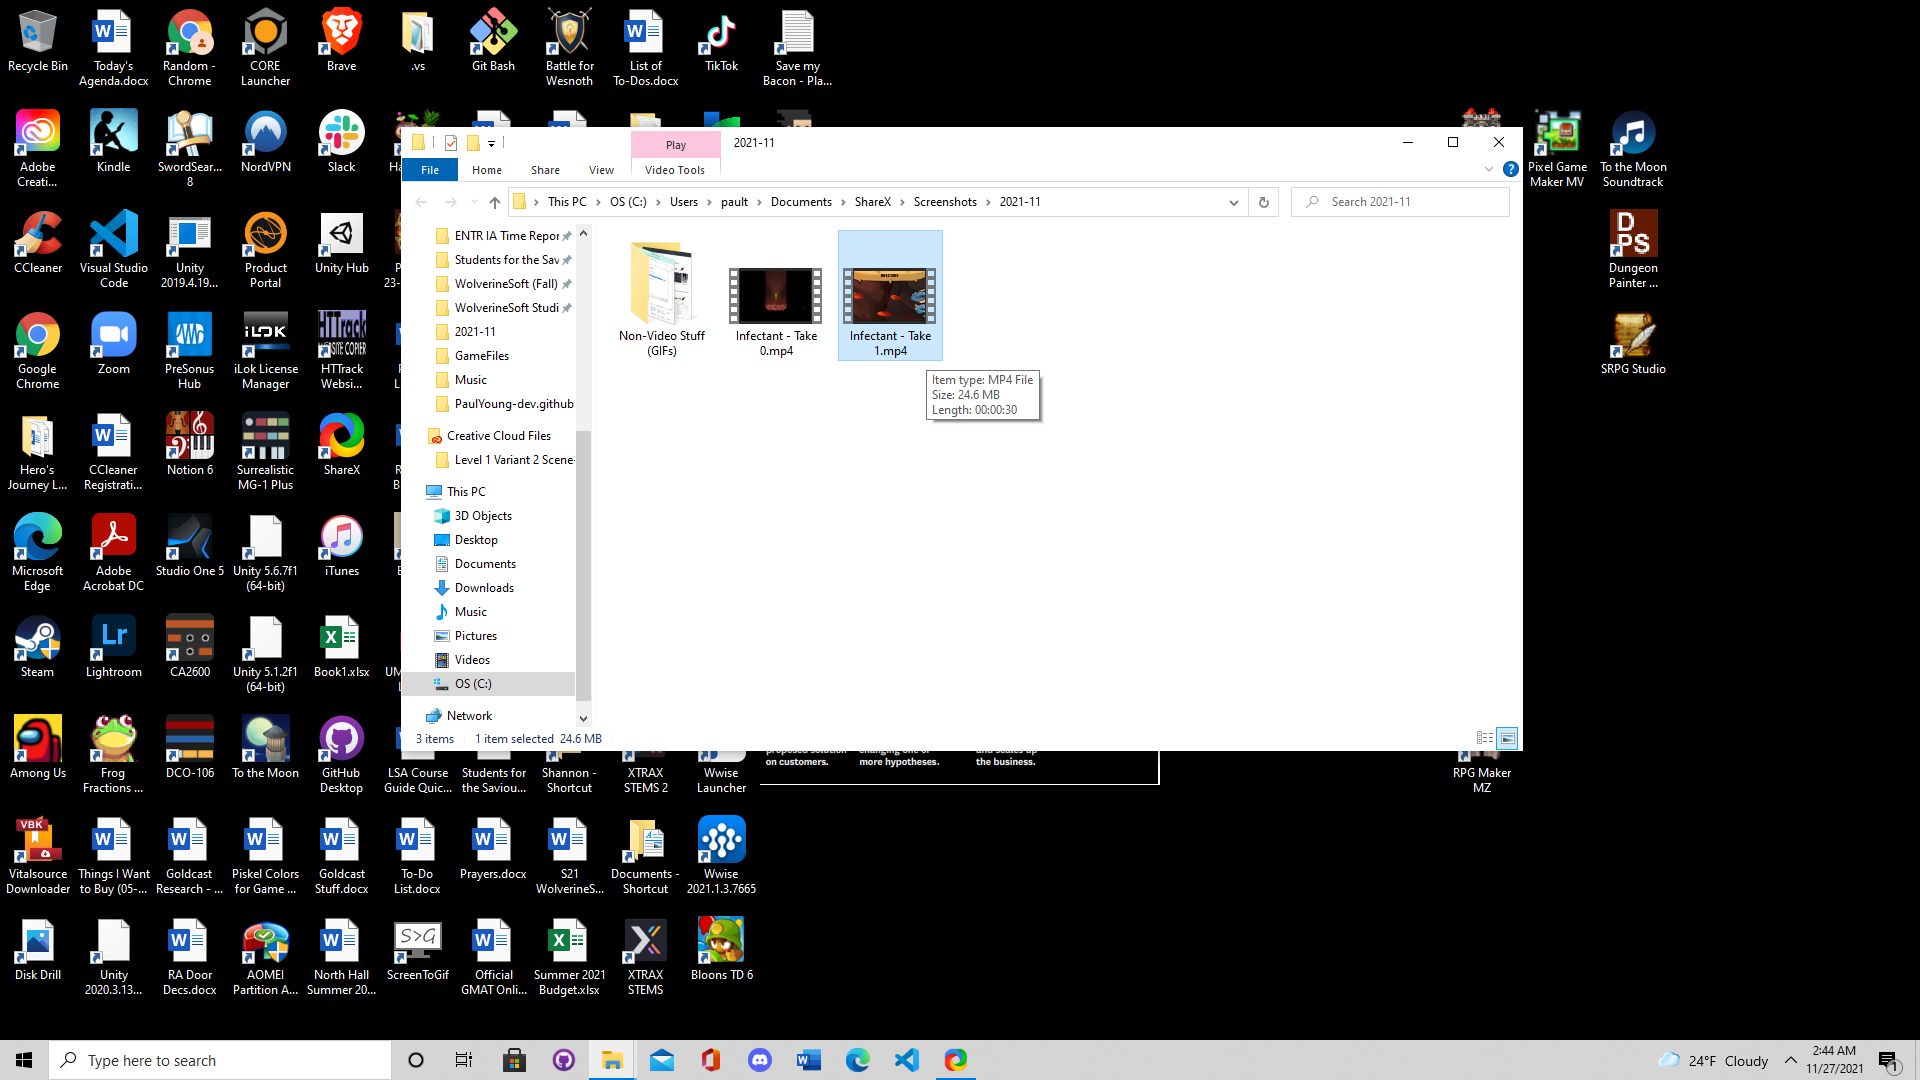 Recycle Bin
Today's
Agenda.docx
Random -
Chrome
CORE
Launcher
Brave
.vs
Git Bash
Battle for
Wesnoth
List of
To-Dos.docx
TikTok
Save my
Bacon - Pla...
Adobe
Creati...
Kindle
SwordSear...
8
NordVPN
Slack
Pixel Game
Maker MV
To the Moon
Soundtrack
CCleaner
Visual Studio
Code
Unity
2019.4.19...
Product
Portal
Unity Hub
Dungeon
Painter ...
Google
Chrome
Zoom
PreSonus
Hub
iLok License
Manager
HTTrack
Websi...
SRPG Studio
Hero's
Journey L...
CCleaner
Registrati...
Notion 6
Surrealistic
MG-1 Plus
ShareX
Microsoft
Edge
Adobe
Acrobat DC
Studio One 5
Unity 5.6.7f1
(64-bit)
iTunes
Steam
Lightroom
CA2600
Unity 5.1.2f1
(64-bit)
Book1.xlsx
Among Us
Frog
Fractions ...
DCO-106
To the Moon
GitHub
Desktop
LSA Course
Guide Quic...
Students for
the Saviou...
Shannon -
Shortcut
XTRAX
STEMS 2
Wwise
Launcher
RPG Maker
MZ
Vitalsource
Downloader
Things I Want
to Buy (05-...
Goldcast
Research - ...
Piskel Colors
for Game ...
Goldcast
Stuff.docx
To-Do
List.docx
Prayers.docx
S21
WolverineS...
Documents -
Shortcut
Wwise
2021.1.3.7665
Disk Drill
Unity
2020.3.13...
RA Door
Decs.docx
AOMEI
Partition A...
North Hall
Summer 20...
ScreenToGif
Official
GMAT Onli...
Summer 2021
Budget.xlsx
XTRAX
STEMS
Bloons TD 6
Play
2021-11
File
Home
Share
View
Video Tools
This PC
OS (C:)
Users
pault
Documents
ShareX
Screenshots
2021-11
Search 2021-11
ENTR IA Time Repor
Students for the Sav
WolverineSoft (Fall)
WolverineSoft Studi
2021-11
GameFiles
Music
PaulYoung-dev.github
Creative Cloud Files
Level 1 Variant 2 Scene-
This PC
3D Objects
Desktop
Documents
Downloads
Music
Pictures
Videos
OS (C:)
Network
Non-Video Stuff
(GIFs)
Infectant - Take
0.mp4
Infectant - Take
1.mp4
Item type: MP4 File
Size: 24.6 MB
Length: 00:00:30
3 items
1 item selected 24.6 MB
on customers.
changing one or
more hypotheses.
and scales up
the business.
Type here to search
24°F Cloudy
2:44 AM
11/27/2021
1